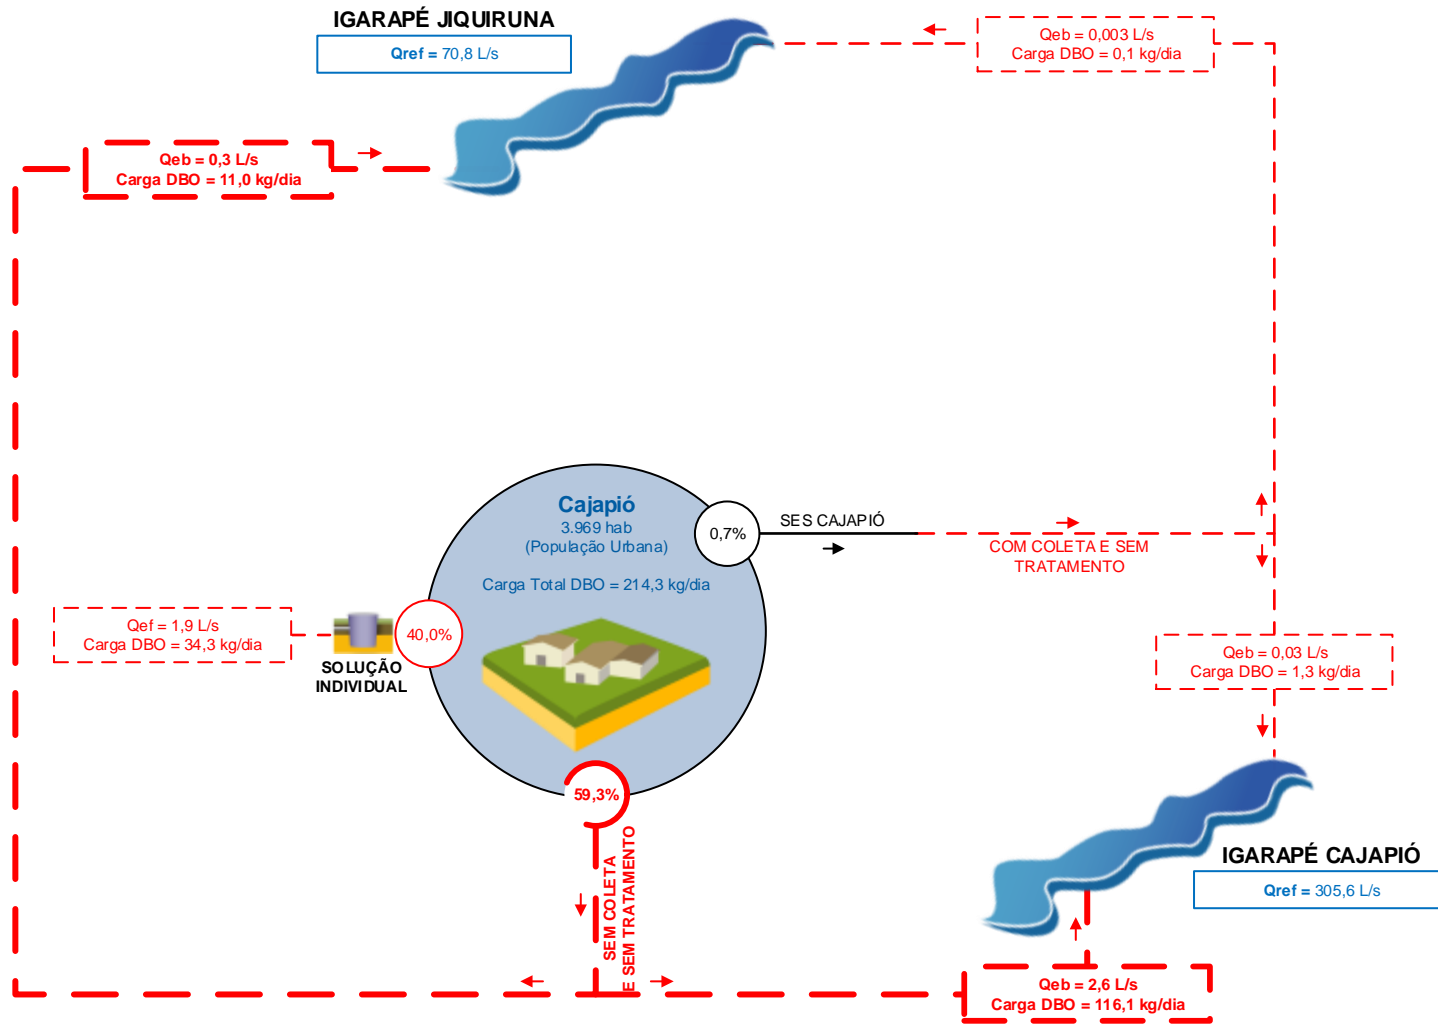 IGARAPÉ JIQUIRUNA
Qref = 70,8 L/s
Qeb = 0,003 L/s
Carga DBO = 0,1 kg/dia
Qeb = 0,3 L/s
Carga DBO = 11,0 kg/dia
Cajapió
3.969 hab
(População Urbana)
Carga Total DBO = 214,3 kg/dia
0,7%
SES CAJAPIÓ
COM COLETA E SEM
TRATAMENTO
Qef = 1,9 L/s
Carga DBO = 34,3 kg/dia
SOLUÇÃO
INDIVIDUAL
40,0%
Qeb = 0,03 L/s
Carga DBO = 1,3 kg/dia
59,3%
SEM COLETA
E SEM TRATAMENTO
IGARAPÉ CAJAPIÓ
Qref = 305,6 L/s
Qeb = 2,6 L/s
Carga DBO = 116,1 kg/dia